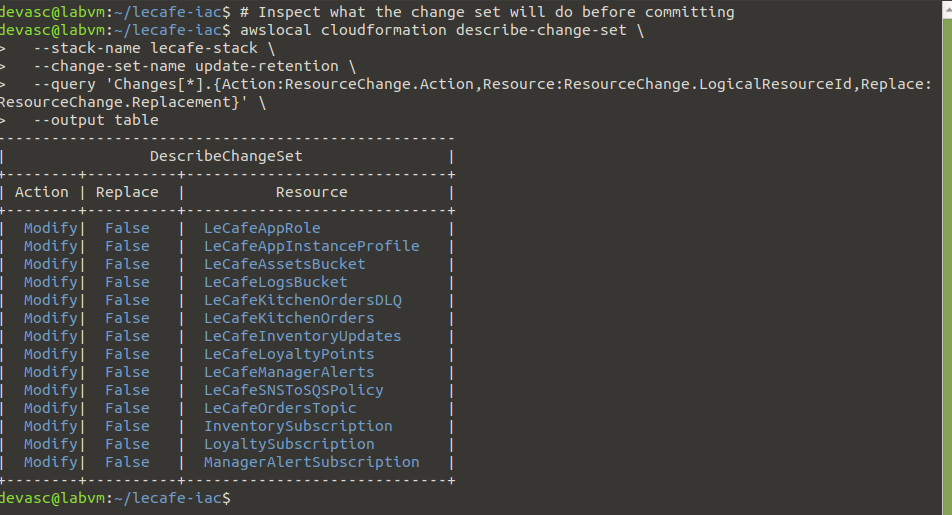 devasc@labvm:~/lecafe-iac$ # Inspect what the change set will do before committing
devasc@labvm:~/lecafe-iac$ awslocal cloudformation describe-change-set \
>   --stack-name lecafe-stack \
>   --change-set-name update-retention \
>   --query 'Changes[*].{Action:ResourceChange.Action,Resource:ResourceChange.LogicalResourceId,Replace:
ResourceChange.Replacement}' \
>   --output table
---------------------------------------------------
|                DescribeChangeSet                |
+--------+----------+-----------------------------+
| Action | Replace  |          Resource           |
+--------+----------+-----------------------------+
|  Modify|  False   |  LeCafeAppRole              |
|  Modify|  False   |  LeCafeAppInstanceProfile   |
|  Modify|  False   |  LeCafeAssetsBucket         |
|  Modify|  False   |  LeCafeLogsBucket           |
|  Modify|  False   |  LeCafeKitchenOrdersDLQ     |
|  Modify|  False   |  LeCafeKitchenOrders        |
|  Modify|  False   |  LeCafeInventoryUpdates     |
|  Modify|  False   |  LeCafeLoyaltyPoints        |
|  Modify|  False   |  LeCafeManagerAlerts        |
|  Modify|  False   |  LeCafeSNSToSQSPolicy       |
|  Modify|  False   |  LeCafeOrdersTopic          |
|  Modify|  False   |  InventorySubscription      |
|  Modify|  False   |  LoyaltySubscription        |
|  Modify|  False   |  ManagerAlertSubscription   |
+--------+----------+-----------------------------+
devasc@labvm:~/lecafe-iac$